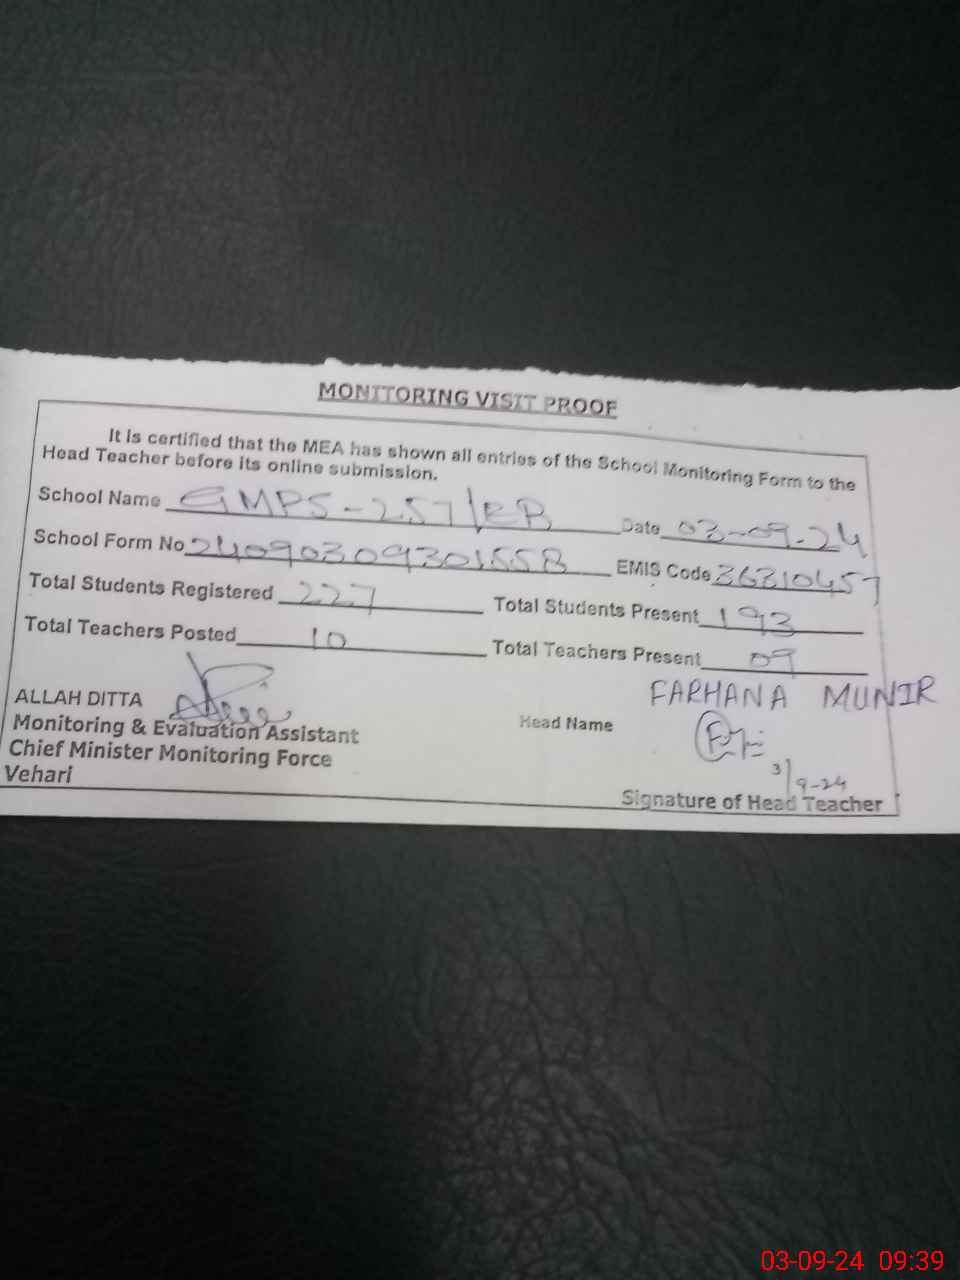 MONITORING VISIT PROOF
It is certified that the MEA has shown all entries of the School Monitoring Form to the
Head Teacher before its online submission.
School Name GMPS-257/EB Date 03-09-24
School Form No 24090309301558 EMIS Code 36310457
Total Students Registered 227 Total Students Present 193
Total Teachers Posted 10 Total Teachers Present 09
ALLAH DITTA
Monitoring & Evaluation Assistant
Chief Minister Monitoring Force
Vehari
Head Name FARHANA MUNIR
3/9-24
Signature of Head Teacher
03-09-24 09:39